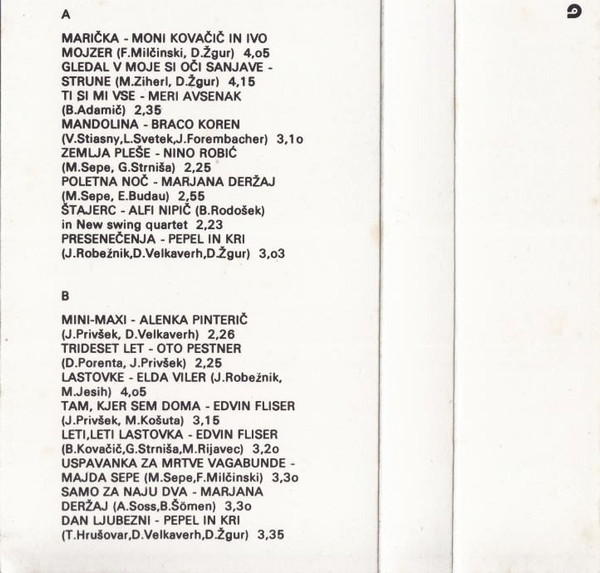 A
MARIČKA - MONI KOVAČIČ IN IVO
MOJZER (F.Milčinski, D.Žgur) 4,o5
GLEDAL V MOJE SI OČI SANJAVE -
STRUNE (M.Ziherl, D.Žgur) 4,15
TI SI MI VSE - MERI AVSENAK
(B.Adamič) 2,35
MANDOLINA - BRACO KOREN
(V.Stiasny,L.Svetek,J.Forembacher) 3,1o
ZEMLJA PLEŠE - NINO ROBIĆ
(M.Sepe, G.Strniša) 2,25
POLETNA NOČ - MARJANA DERŽAJ
(M.Sepe, E.Budau) 2,55
ŠTAJERC - ALFI NIPIČ (B.Rodošek)
in New swing quartet 2,23
PRESENEČENJA - PEPEL IN KRI
(J.Robežnik,D.Velkaverh,D.Žgur) 3,o3
B
MINI-MAXI - ALENKA PINTERIČ
(J.Privšek, D.Velkaverh) 2,26
TRIDESET LET - OTO PESTNER
(D.Porenta, J.Privšek) 2,25
LASTOVKE - ELDA VILER (J.Robežnik,
M.Jesih) 4,o5
TAM, KJER SEM DOMA - EDVIN FLISER
(J.Privšek, M.Košuta) 3,15
LETI,LETI LASTOVKA - EDVIN FLISER
(B.Kovačič,G.Strniša,M.Rijavec) 3,2o
USPAVANKA ZA MRTVE VAGABUNDE -
MAJDA SEPE (M.Sepe,F.Milčinski) 3,3o
SAMO ZA NAJU DVA - MARJANA
DERŽAJ (A.Soss,B.Šömen) 3,3o
DAN LJUBEZNI - PEPEL IN KRI
(T.Hrušovar,D.Velkaverh,D.Žgur) 3,35